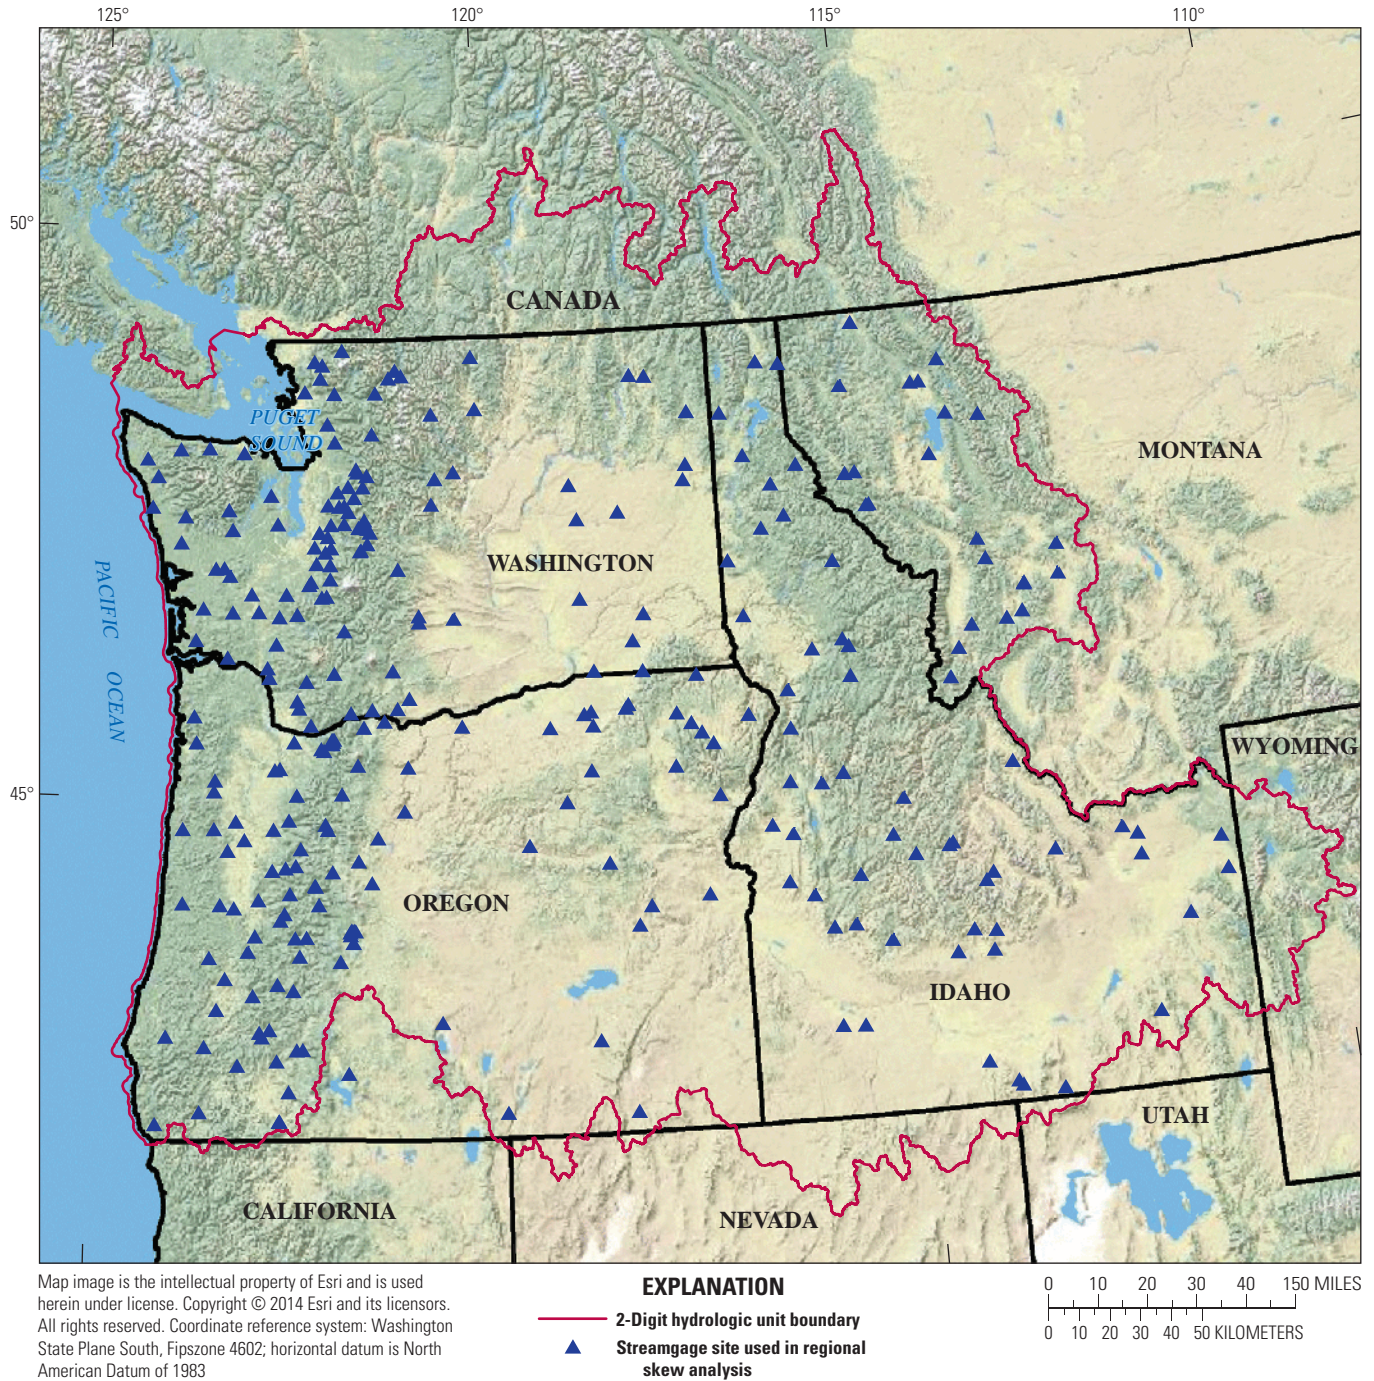 125°
120°
115°
110°
50°
CANADA
PUGET
SOUND
MONTANA
WASHINGTON
PACIFIC OCEAN
WYOMING
45°
OREGON
IDAHO
UTAH
CALIFORNIA
NEVADA
Map image is the intellectual property of Esri and is used
herein under license. Copyright © 2014 Esri and its licensors.
All rights reserved. Coordinate reference system: Washington
State Plane South, Fipszone 4602; horizontal datum is North
American Datum of 1983
EXPLANATION
2-Digit hydrologic unit boundary
Streamgage site used in regional
skew analysis
0 10 20 30 40 150 MILES
0 10 20 30 40 50 KILOMETERS